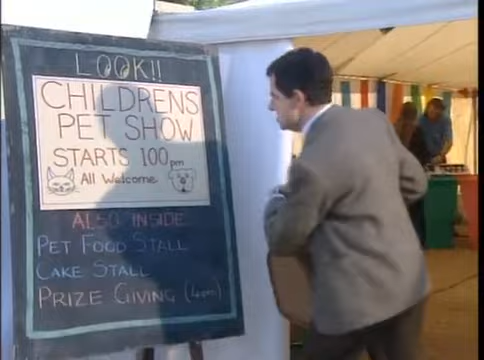 LOOK!!
CHILDRENS
PET SHOW
STARTS 100pm
All Welcome
ALSO INSIDE
PET FOOD STALL
CAKE STALL
PRIZE GIVING (4pm)